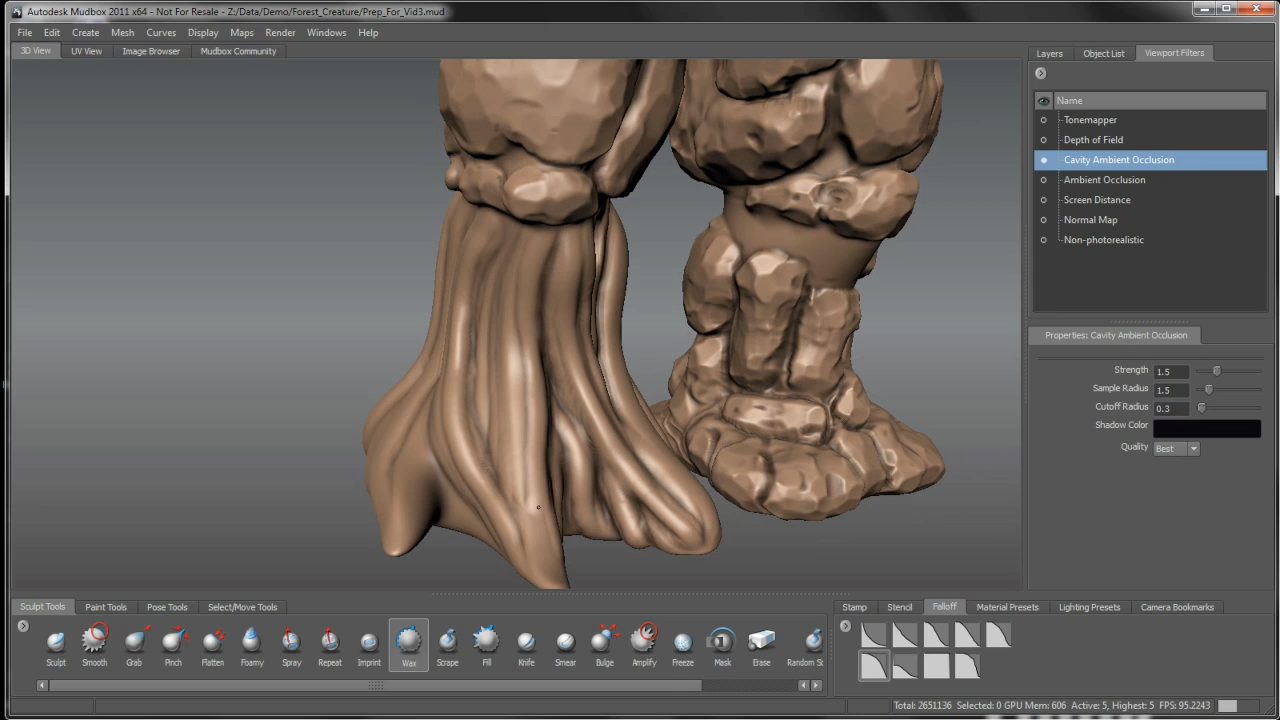 Autodesk Mudbox 2011 x64 - Not For Resale - Z:/Data/Demo/Forest_Creature/Prep_For_Vid3.mud
File Edit Create Mesh Curves Display Maps Render Windows Help
3D View UV View Image Browser Mudbox Community
Layers Object List Viewport Filters
Name
Tonemapper
Depth of Field
Cavity Ambient Occlusion
Ambient Occlusion
Screen Distance
Normal Map
Non-photorealistic
Properties: Cavity Ambient Occlusion
Strength 1.5
Sample Radius 1.5
Cutoff Radius 0.3
Shadow Color
Quality Best
Sculpt Tools Paint Tools Pose Tools Select/Move Tools
Sculpt Smooth Grab Pinch Flatten Foamy Spray Repeat Imprint Wax Scrape Fill Knife Smear Bulge Amplify Freeze Mask Erase Random Sc
Stamp Stencil Falloff Material Presets Lighting Presets Camera Bookmarks
Total: 2651136 Selected: 0 GPU Mem: 606 Active: 5, Highest: 5 FPS: 95.2243